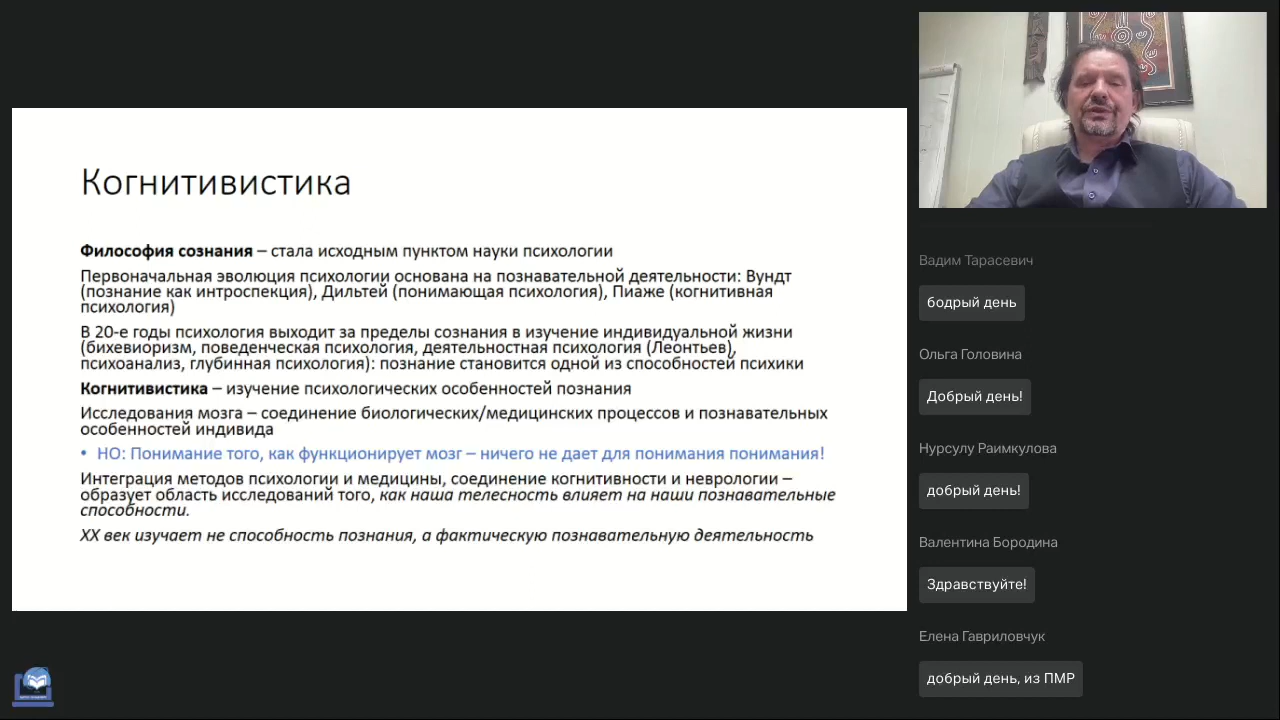 Когнитивистика
Философия сознания – стала исходным пунктом науки психологии
Первоначальная эволюция психологии основана на познавательной деятельности: Вундт
(познание как интроспекция), Дильтей (понимающая психология), Пиаже (когнитивная
психология)
В 20-е годы психология выходит за пределы сознания в изучение индивидуальной жизни
(бихевиоризм, поведенческая психология, деятельностная психология (Леонтьев),
психоанализ, глубинная психология): познание становится одной из способностей психики
Когнитивистика – изучение психологических особенностей познания
Исследования мозга – соединение биологических/медицинских процессов и познавательных
особенностей индивида
• НО: Понимание того, как функционирует мозг – ничего не дает для понимания понимания!
Интеграция методов психологии и медицины, соединение когнитивности и неврологии –
образует область исследований того, как наша телесность влияет на наши познавательные
способности.
XX век изучает не способность познания, а фактическую познавательную деятельность
Вадим Тарасевич
бодрый день
Ольга Головина
Добрый день!
Нурсулу Раимкулова
добрый день!
Валентина Бородина
Здравствуйте!
Елена Гавриловчук
добрый день, из ПМР